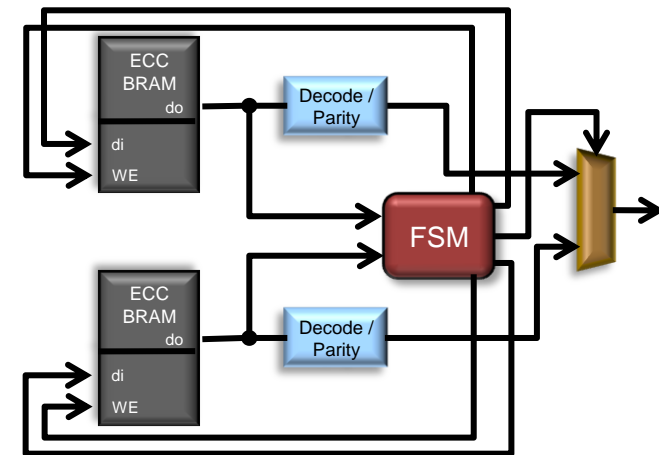 ECC
BRAM
do
di
WE
Decode /
Parity
FSM
ECC
BRAM
do
di
WE
Decode /
Parity